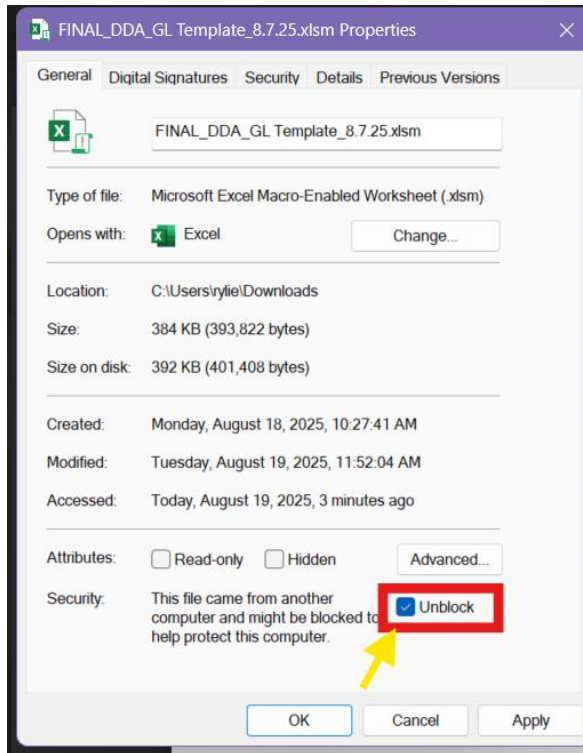 FINAL_DDA_GL Template_8.7.25.xlsm Properties
General Digital Signatures Security Details Previous Versions
FINAL_DDA_GL Template_8.7.25.xlsm
Type of file: Microsoft Excel Macro-Enabled Worksheet (.xlsm)
Opens with: Excel Change...
Location: C:\Users\rylie\Downloads
Size: 384 KB (393,822 bytes)
Size on disk: 392 KB (401,408 bytes)
Created: Monday, August 18, 2025, 10:27:41 AM
Modified: Tuesday, August 19, 2025, 11:52:04 AM
Accessed: Today, August 19, 2025, 3 minutes ago
Attributes: Read-only Hidden Advanced...
Security: This file came from another
computer and might be blocked to Unblock
help protect this computer.
OK Cancel Apply